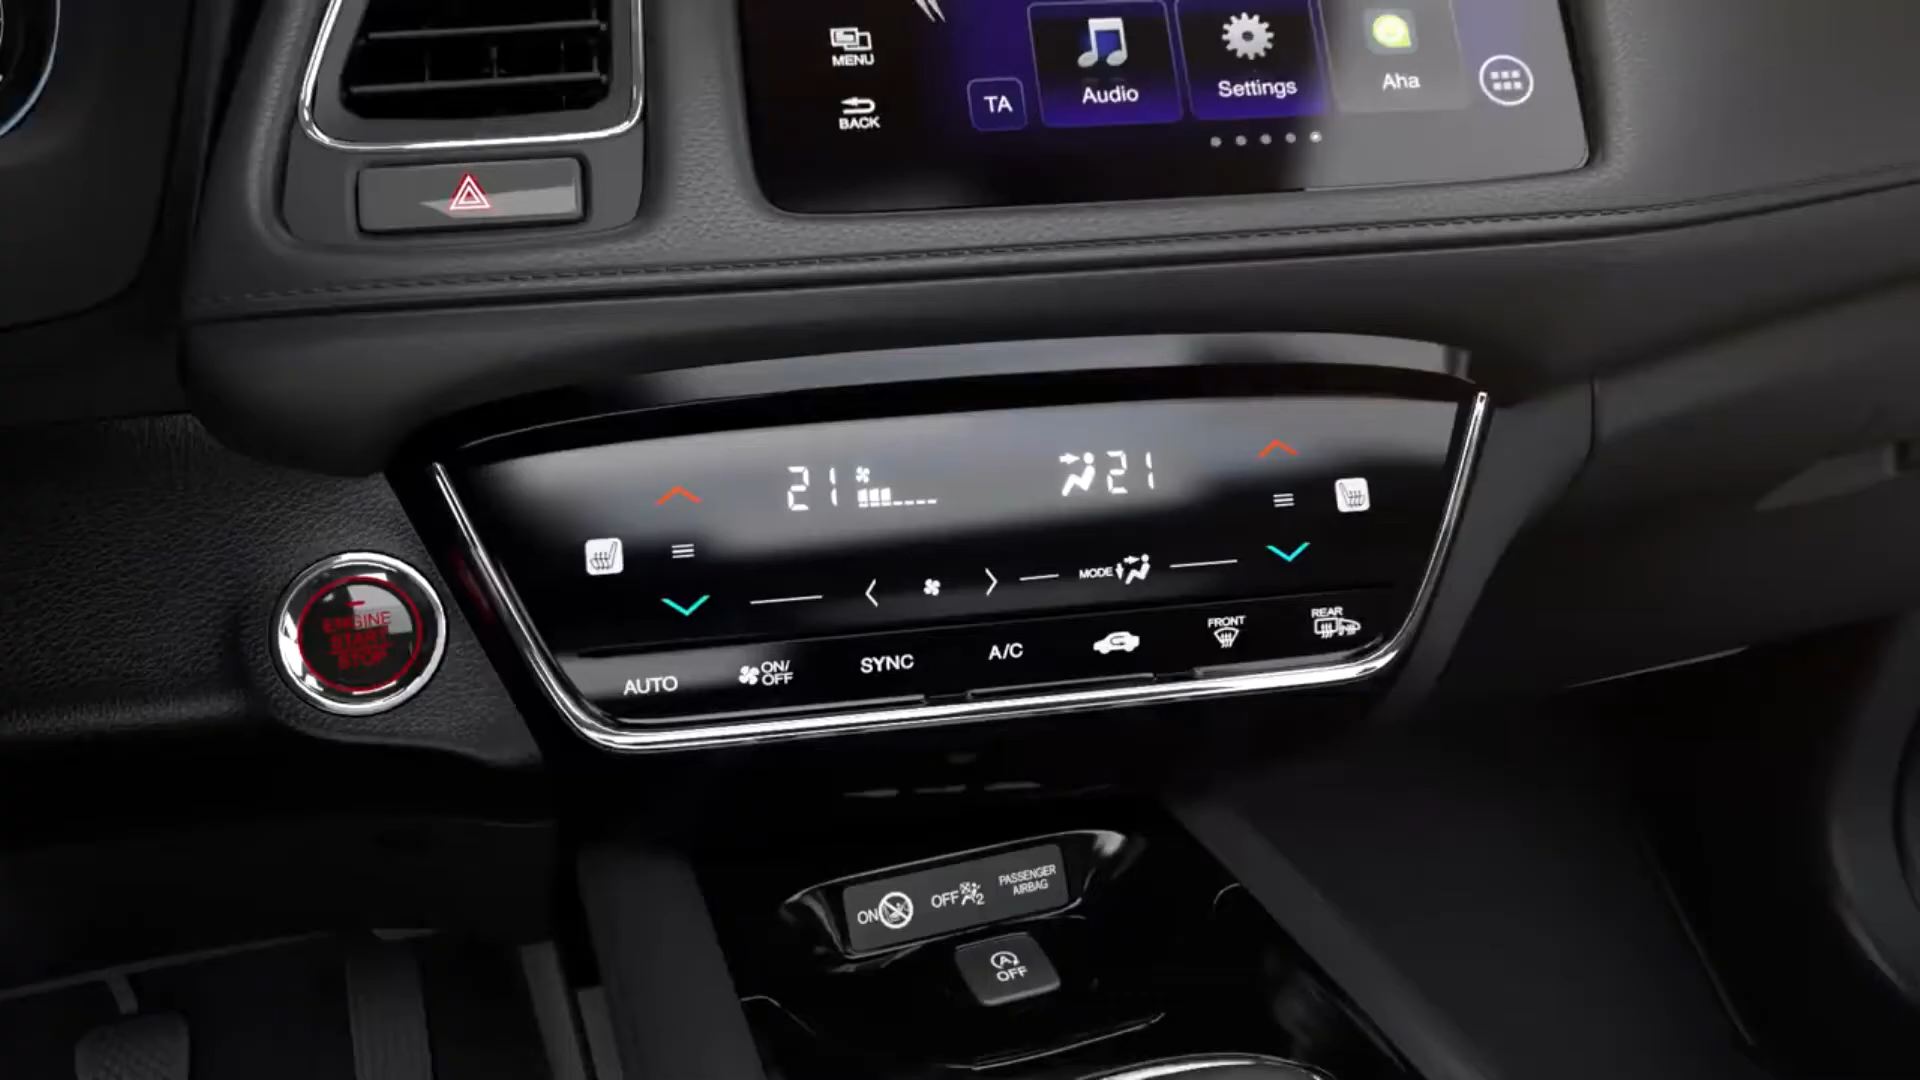 MENU
BACK
TA
Audio
Settings
Aha
21
21
MODE
ENGINE
START
STOP
AUTO
ON/
OFF
SYNC
A/C
FRONT
REAR
ON
OFF
2
PASSENGER
AIRBAG
A
OFF